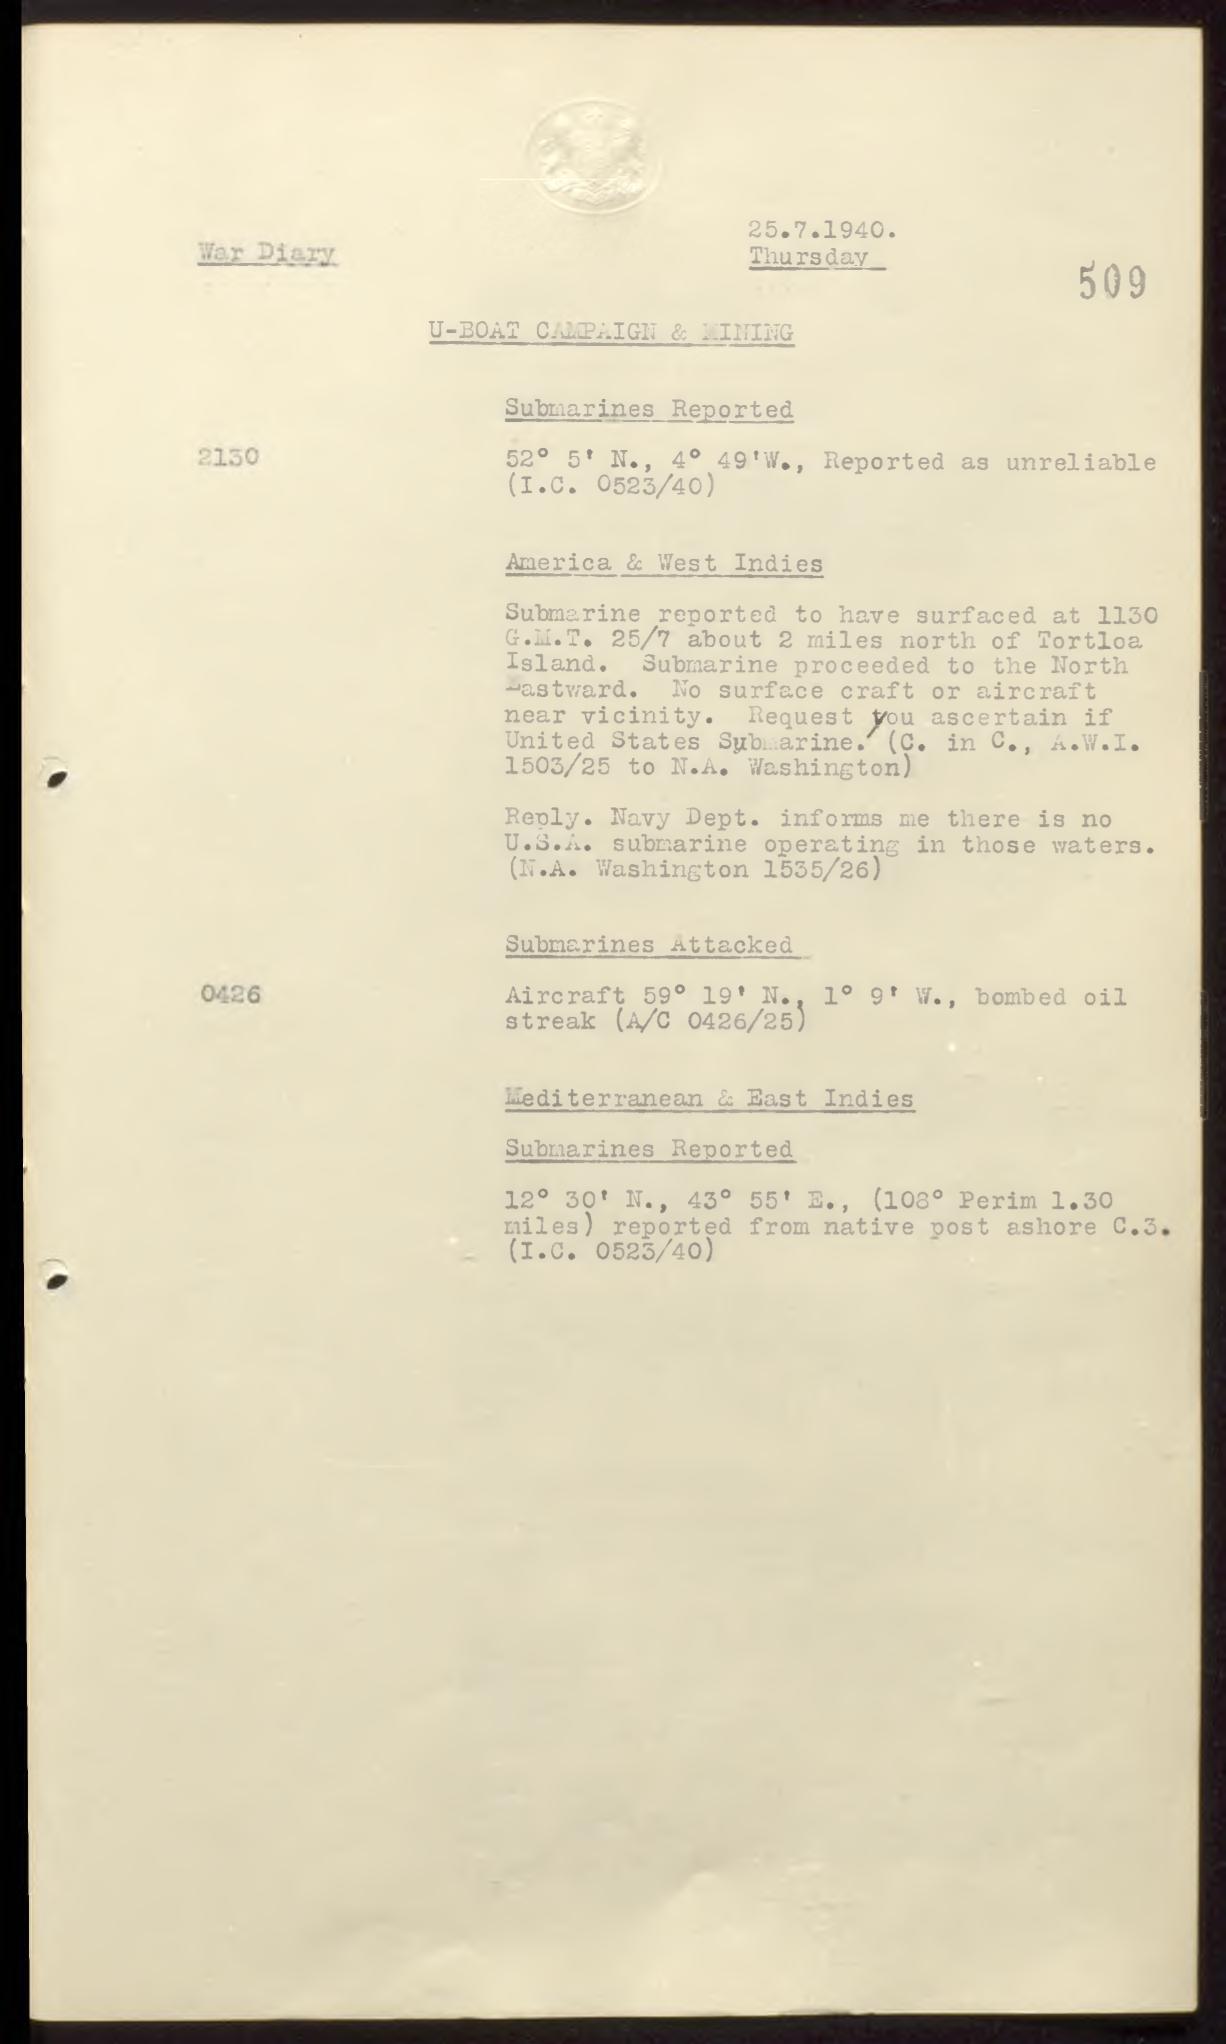 War Diary
25.7.1940.
Thursday
509
U-BOAT CAMPAIGN & MINING
Submarines Reported
2130
52° 5' N., 4° 49'W., Reported as unreliable
(I.C. 0523/40)
America & West Indies
Submarine reported to have surfaced at 1130
G.M.T. 25/7 about 2 miles north of Tortloa
Island. Submarine proceeded to the North
Eastward. No surface craft or aircraft
near vicinity. Request you ascertain if
United States Submarine. (C. in C., A.W.I.
1503/25 to N.A. Washington)
Reply. Navy Dept. informs me there is no
U.S.A. submarine operating in those waters.
(N.A. Washington 1535/26)
Submarines Attacked
0426
Aircraft 59° 19' N., 1° 9' W., bombed oil
streak (A/C 0426/25)
Mediterranean & East Indies
Submarines Reported
12° 30' N., 43° 55' E., (108° Perim 1.30
miles) reported from native post ashore C.3.
(I.C. 0523/40)